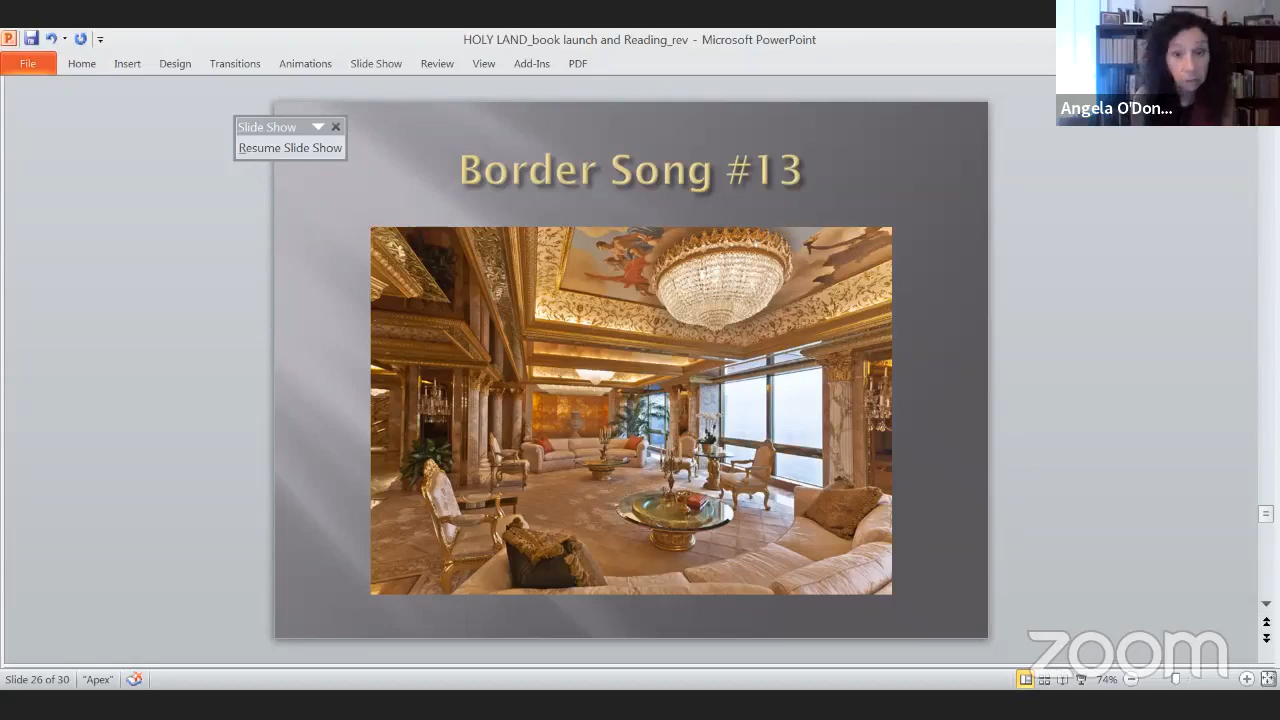 HOLY LAND_book launch and Reading_rev - Microsoft PowerPoint
File Home Insert Design Transitions Animations Slide Show Review View Add-Ins PDF
Angela O'Don...
Slide Show
Resume Slide Show
Border Song #13
zoom
Slide 26 of 30 "Apex" 74%